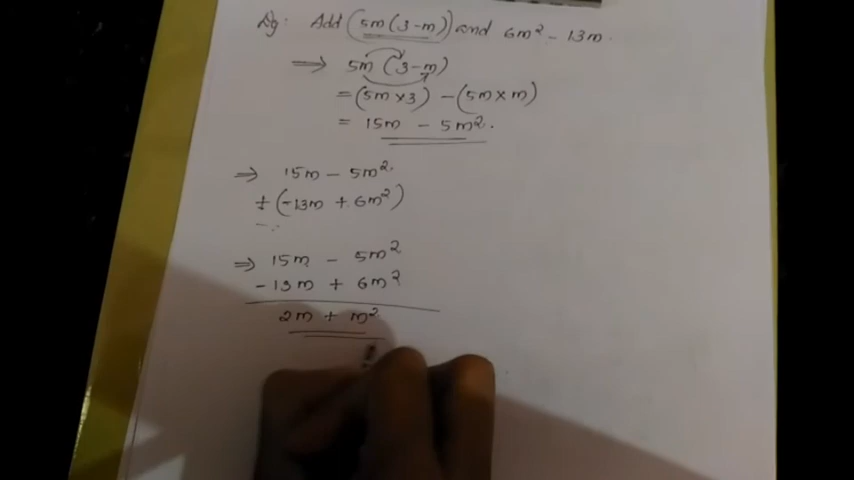 Eg: Add (5m(3-m)) and 6m² - 13m.
⇒ 5m (3-m)
= (5m×3) - (5m×m)
= 15m - 5m².
⇒ 15m - 5m²
+ (-13m + 6m²)
⇒ 15m - 5m²
-13m + 6m²
2m + m²